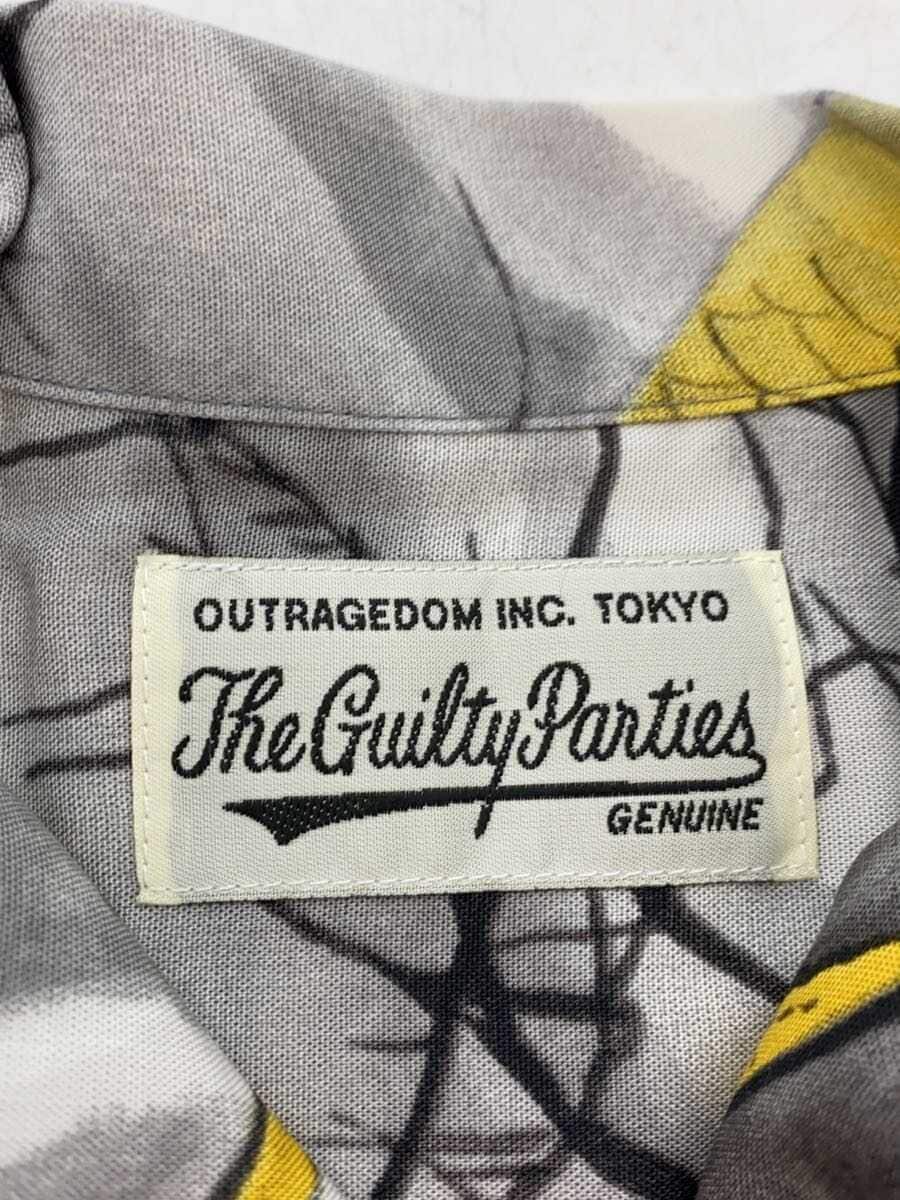 OUTRAGEDOM INC. TOKYO
The Guilty Parties
GENUINE